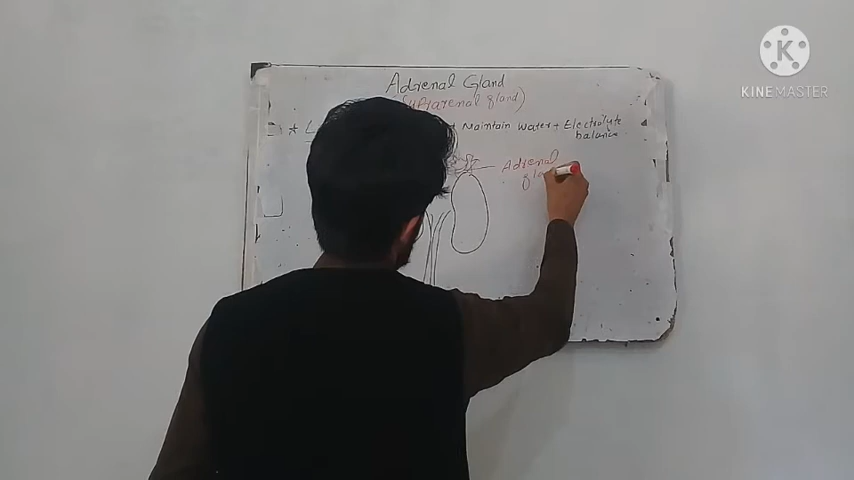 Adrenal Gland
(suprarenal gland)
* Maintain Water + Electrolyte
balance
Adrenal
KINEMASTER